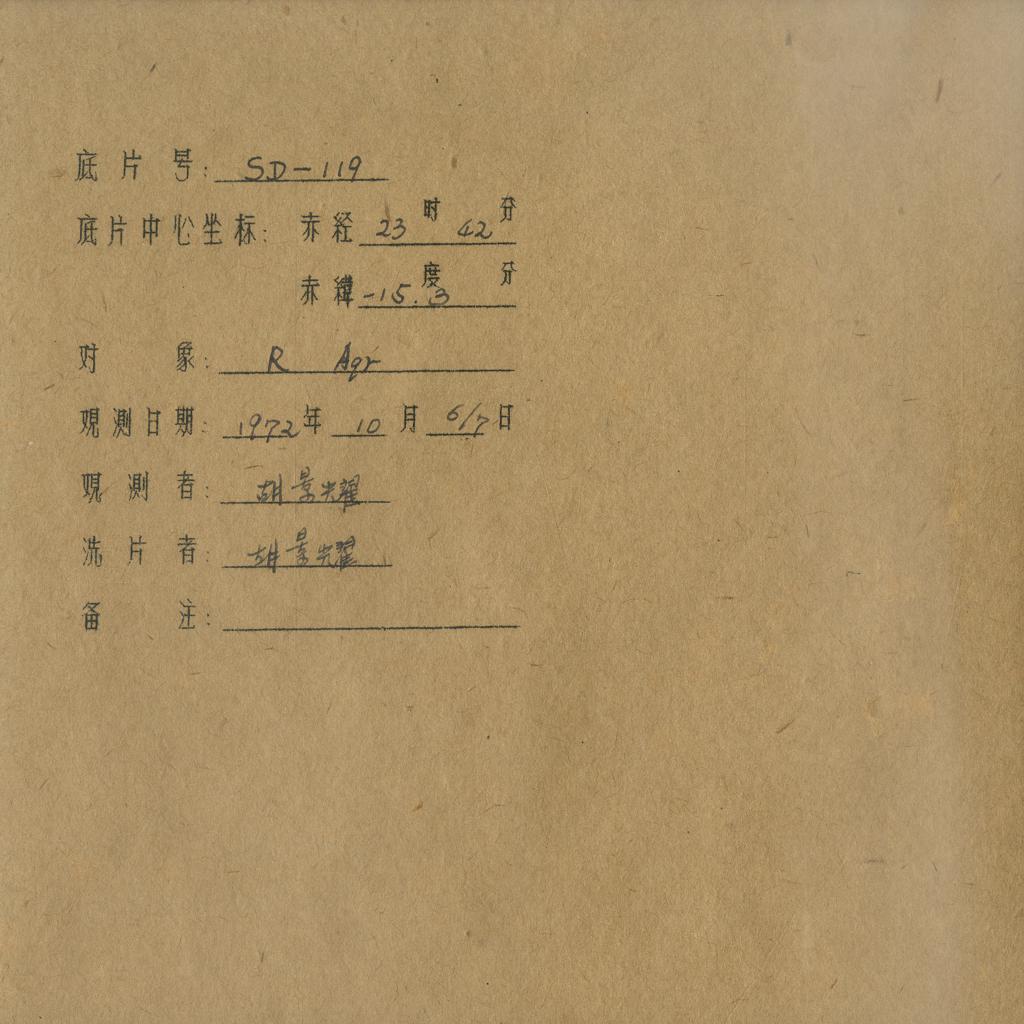 底片号: SD-119
底片中心坐标: 赤经 23 时 42 分
赤緯 -15.3 度 分
对象: R Aqr
观测日期: 1972 年 10 月 6/7 日
观测者: 胡景耀
洗片者: 胡景耀
备注: